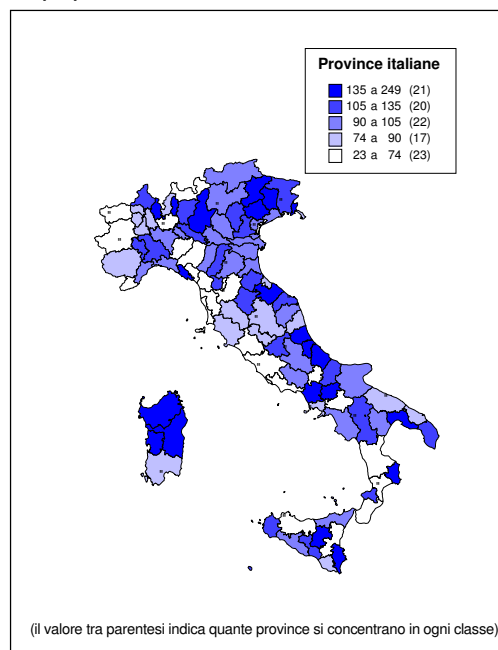 Province italiane
135 a 249 (21)
105 a 135 (20)
90 a 105 (22)
74 a 90 (17)
23 a 74 (23)
(il valore tra parentesi indica quante province si concentrano in ogni classe)